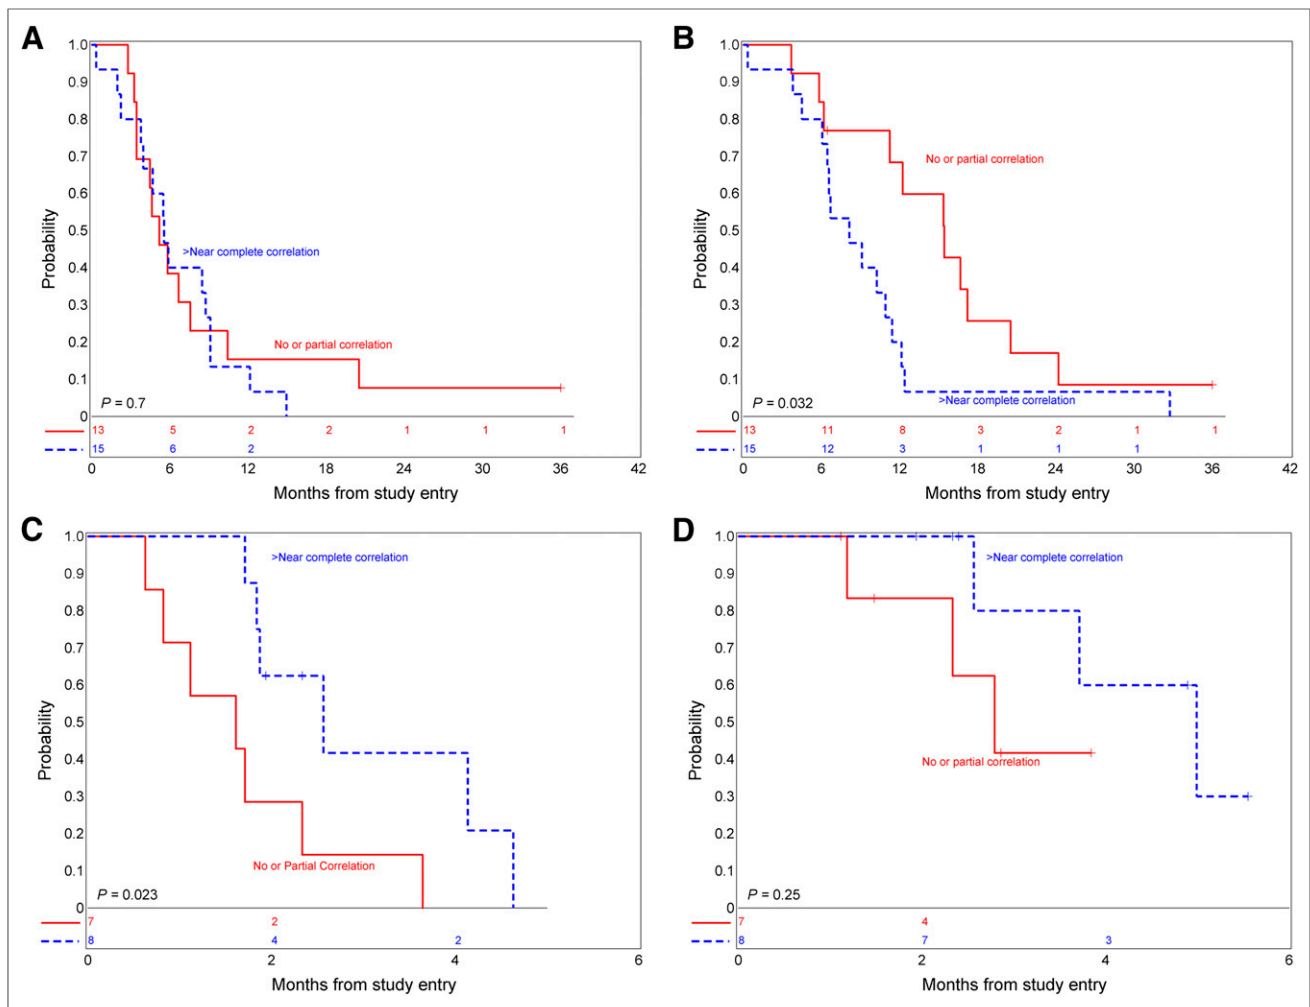 A
1.0
0.9
0.8
0.7
0.6
0.5
0.4
0.3
0.2
0.1
0
Probability
>Near complete correlation
No or partial correlation
P = 0.7
13 5 2 2 1 1 1
15 6 2
0 6 12 18 24 30 36 42
Months from study entry
B
1.0
0.9
0.8
0.7
0.6
0.5
0.4
0.3
0.2
0.1
0
Probability
No or partial correlation
>Near complete correlation
P = 0.032
13 11 8 3 2 1 1
15 12 3 1 1 1
0 6 12 18 24 30 36 42
Months from study entry
C
1.0
0.9
0.8
0.7
0.6
0.5
0.4
0.3
0.2
0.1
0
Probability
>Near complete correlation
No or Partial Correlation
P = 0.023
7 2
8 4 2
0 2 4 6
Months from study entry
D
1.0
0.9
0.8
0.7
0.6
0.5
0.4
0.3
0.2
0.1
0
Probability
>Near complete correlation
No or partial correlation
P = 0.25
7 4
8 7 3
0 2 4 6
Months from study entry